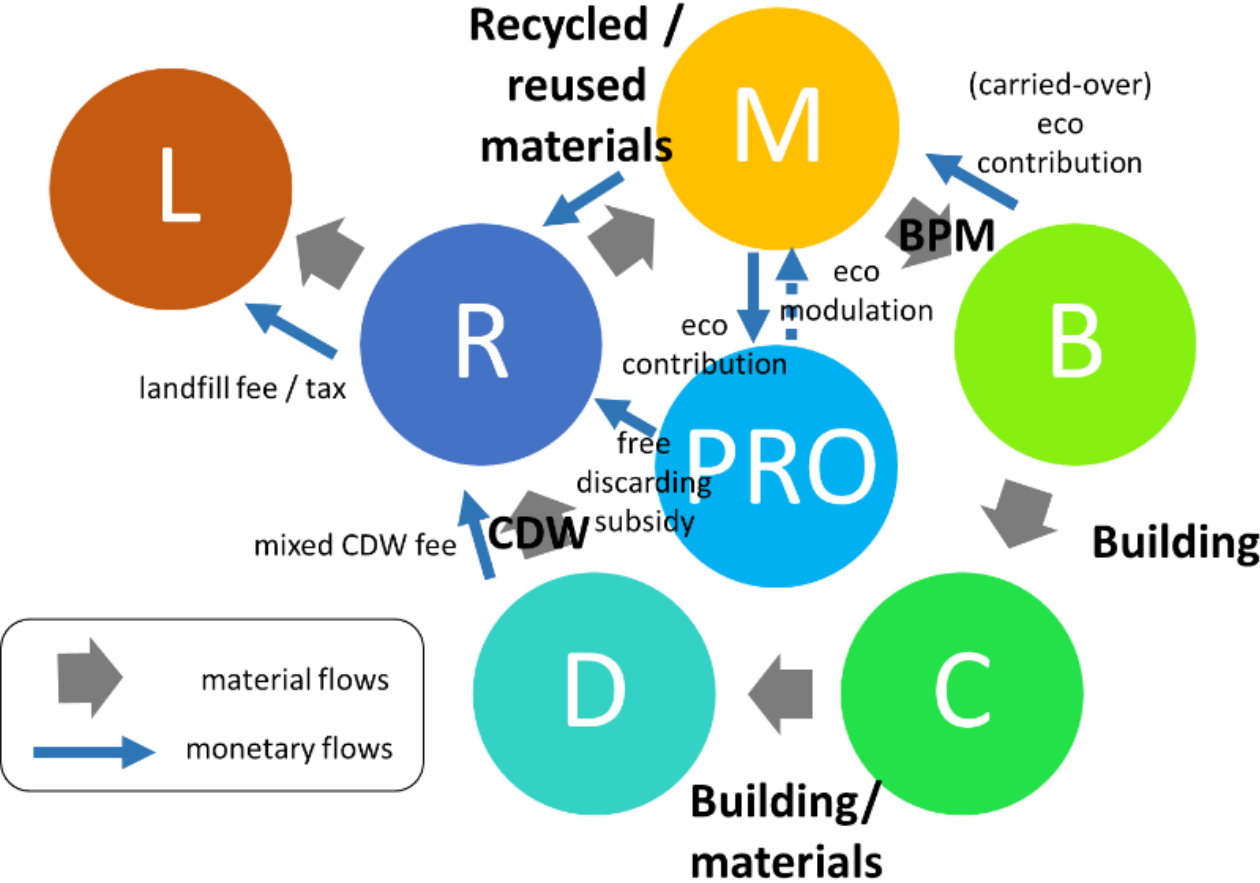 Recycled /
reused
materials
M
(carried-over)
eco
contribution
L
BPM
R
eco
modulation
B
eco
contribution
landfill fee / tax
PRO
free
discarding
subsidy
mixed CDW fee
CDW
Building
D
C
material flows
monetary flows
Building/
materials